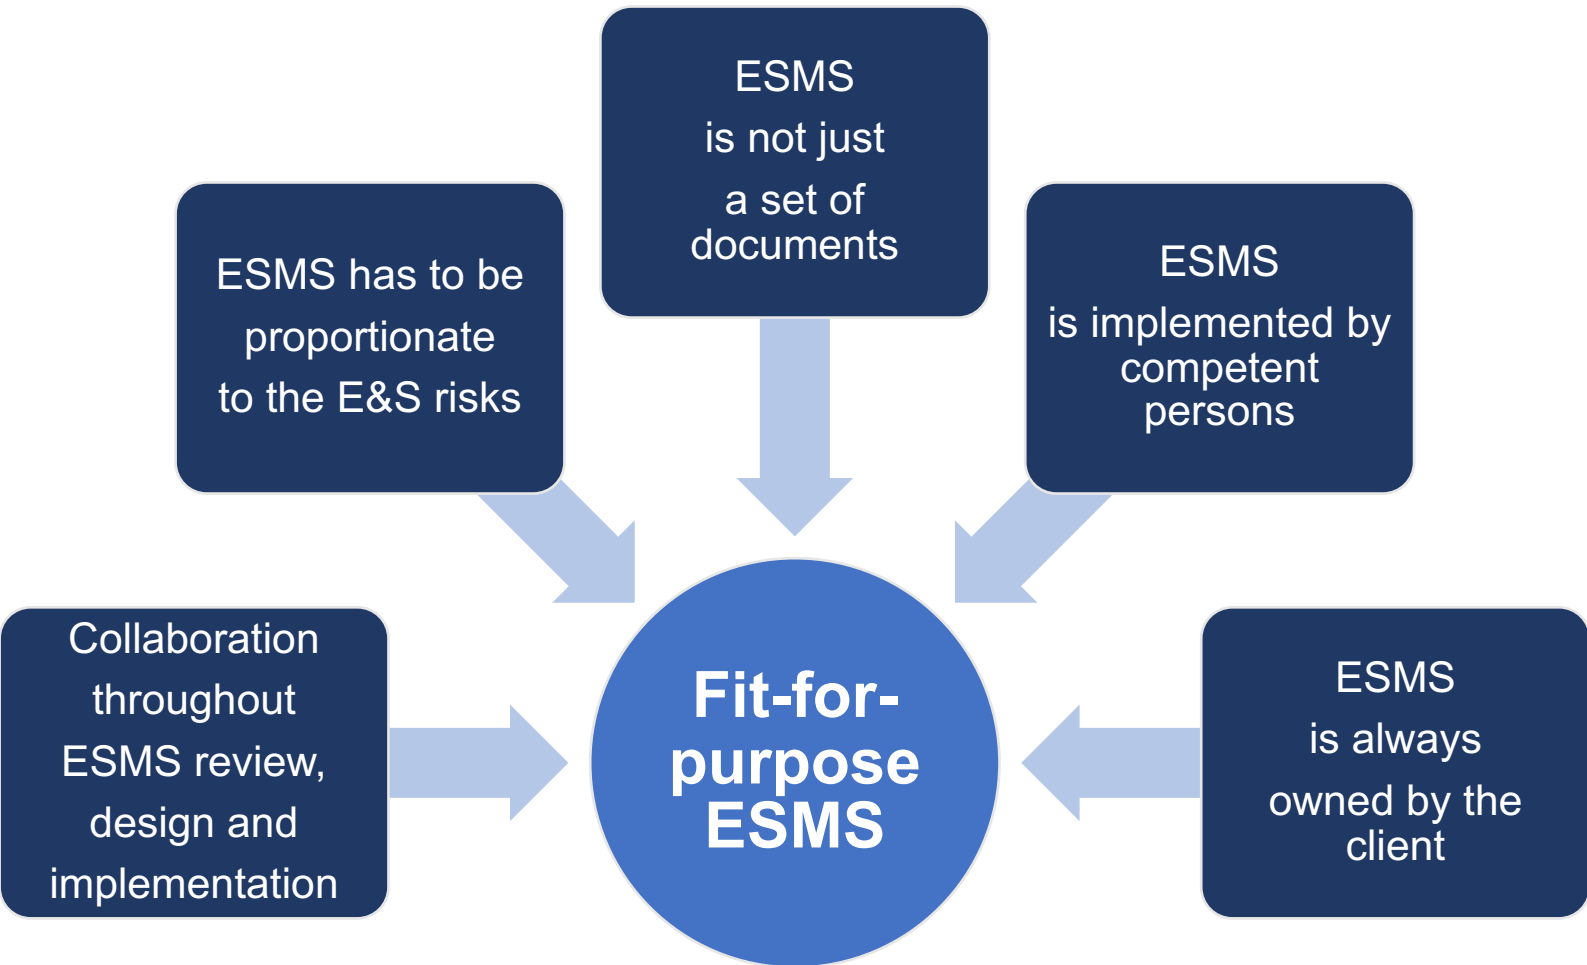 ESMS
is not just
a set of
documents
ESMS has to be
proportionate
to the E&S risks
ESMS
is implemented by
competent
persons
Collaboration
throughout
ESMS review,
design and
implementation
Fit-for-
purpose
ESMS
ESMS
is always
owned by the
client